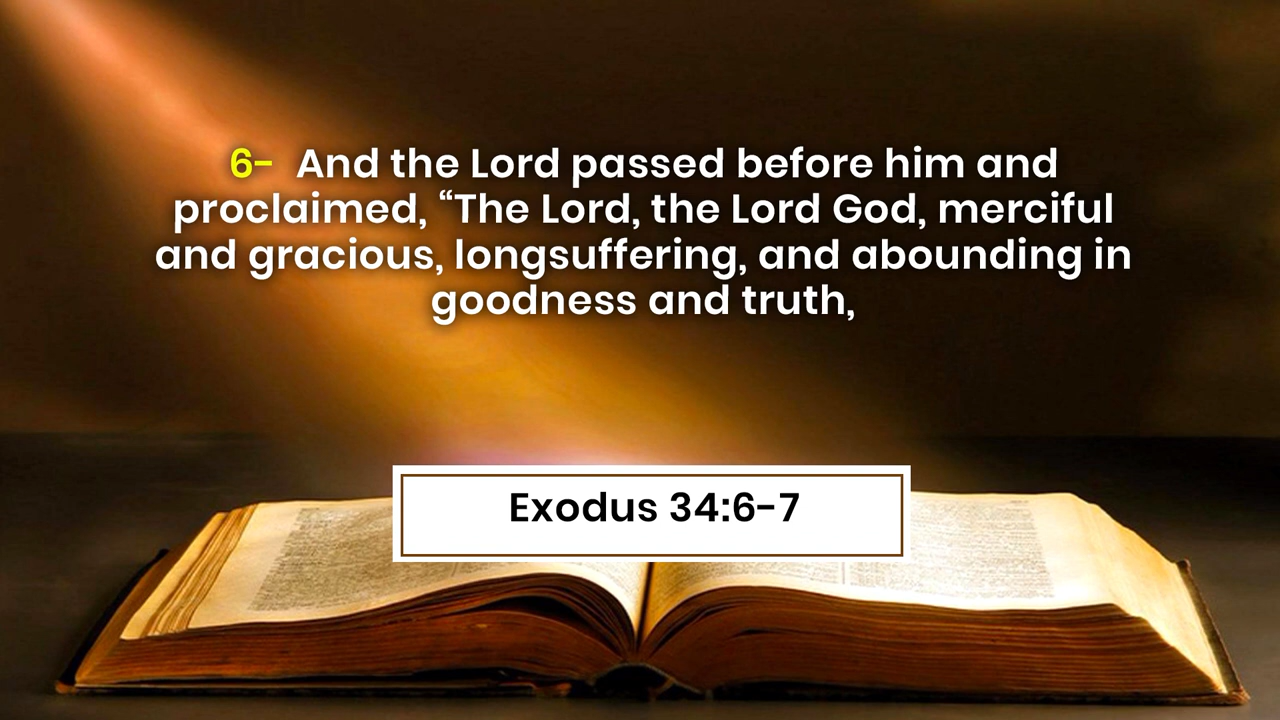 6- And the Lord passed before him and
proclaimed, “The Lord, the Lord God, merciful
and gracious, longsuffering, and abounding in
goodness and truth,
Exodus 34:6-7